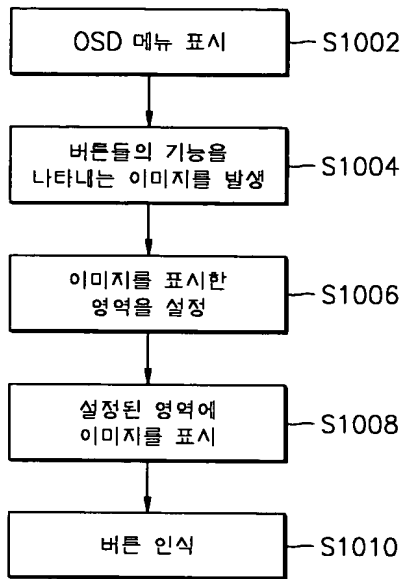 OSD 메뉴 표시
S1002
버튼들의 기능을
나타내는 이미지를 발생
S1004
이미지를 표시한
영역을 설정
S1006
설정된 영역에
이미지를 표시
S1008
버튼 인식
S1010